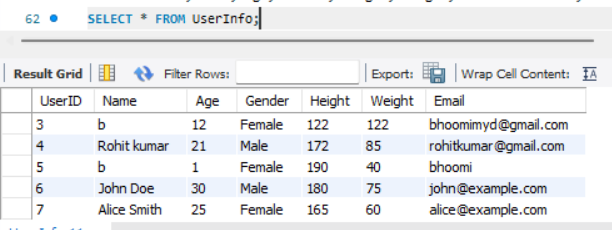 62 SELECT * FROM UserInfo;
Result Grid Filter Rows: Export: Wrap Cell Content: IA
UserID Name Age Gender Height Weight Email
3 b 12 Female 122 122 bhoomimyd@gmail.com
4 Rohit kumar 21 Male 172 85 rohitkumar@gmail.com
5 b 1 Female 190 40 bhoomi
6 John Doe 30 Male 180 75 john@example.com
7 Alice Smith 25 Female 165 60 alice@example.com